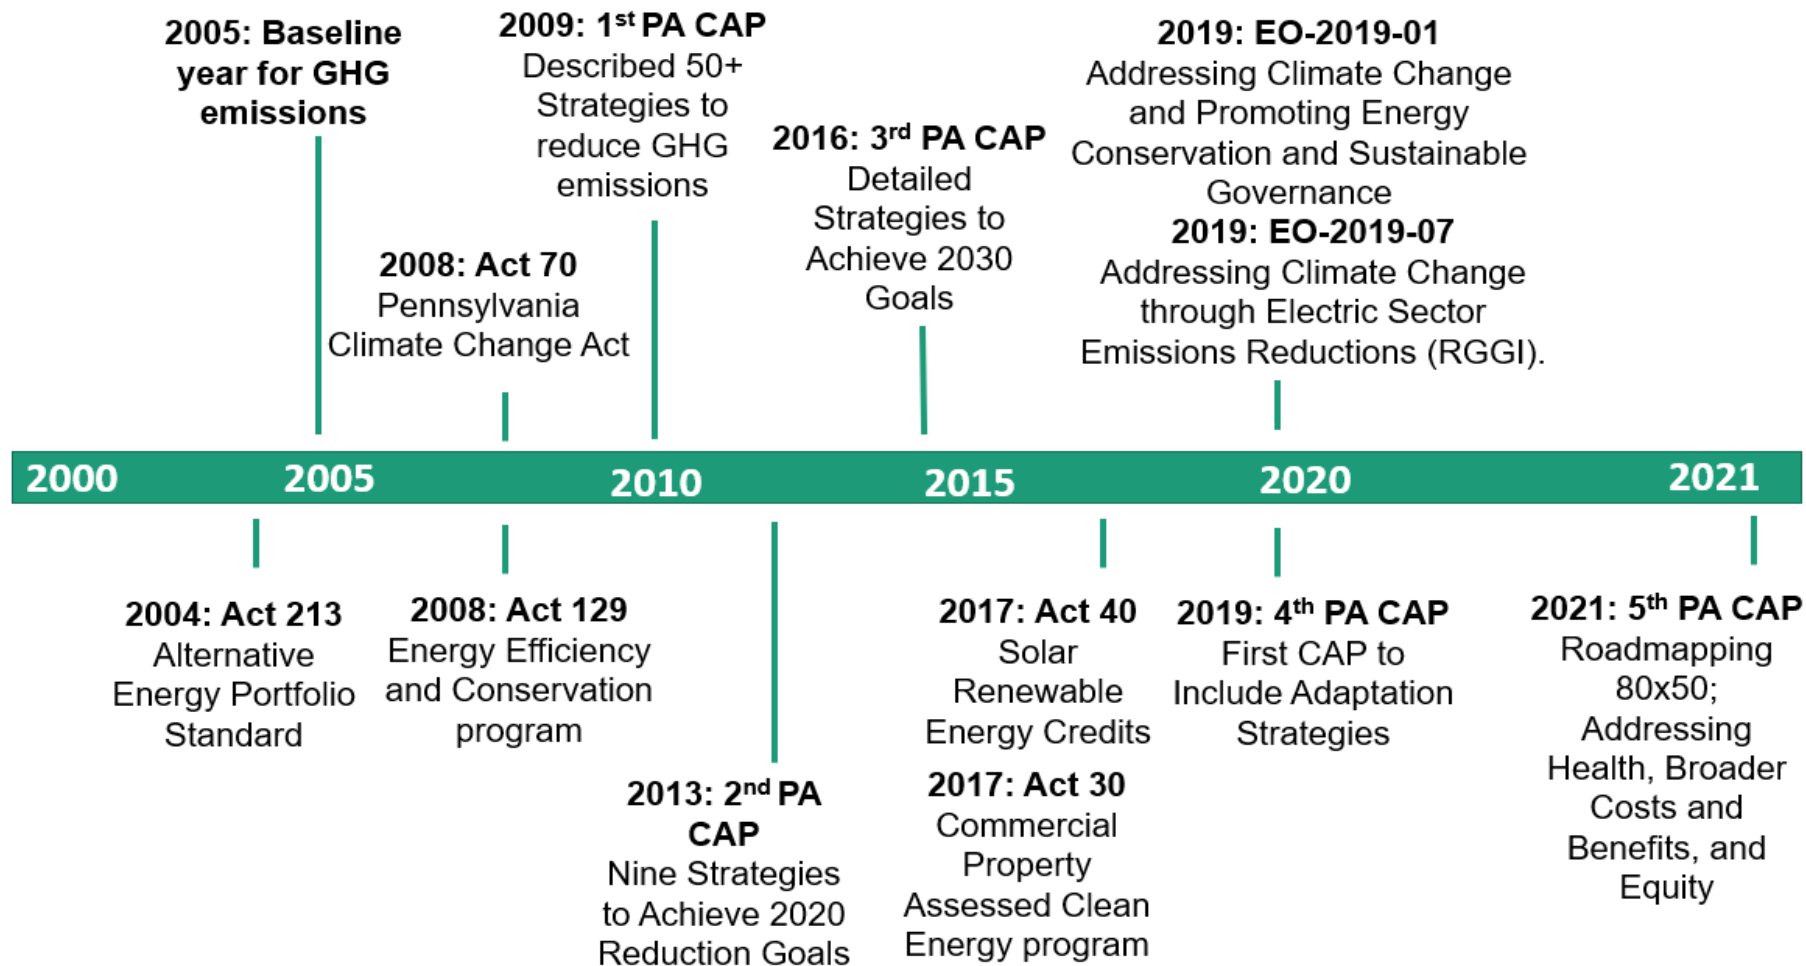 2005: Baseline
year for GHG
emissions
2009: 1st PA CAP
Described 50+
Strategies to
reduce GHG
emissions
2008: Act 70
Pennsylvania
Climate Change Act
2016: 3rd PA CAP
Detailed
Strategies to
Achieve 2030
Goals
2019: EO-2019-01
Addressing Climate Change
and Promoting Energy
Conservation and Sustainable
Governance
2019: EO-2019-07
Addressing Climate Change
through Electric Sector
Emissions Reductions (RGGI).
2000 2005 2010 2015 2020 2021
2004: Act 213
Alternative
Energy Portfolio
Standard
2008: Act 129
Energy Efficiency
and Conservation
program
2013: 2nd PA
CAP
Nine Strategies
to Achieve 2020
Reduction Goals
2017: Act 40
Solar
Renewable
Energy Credits
2017: Act 30
Commercial
Property
Assessed Clean
Energy program
2019: 4th PA CAP
First CAP to
Include Adaptation
Strategies
2021: 5th PA CAP
Roadmapping
80x50;
Addressing
Health, Broader
Costs and
Benefits, and
Equity